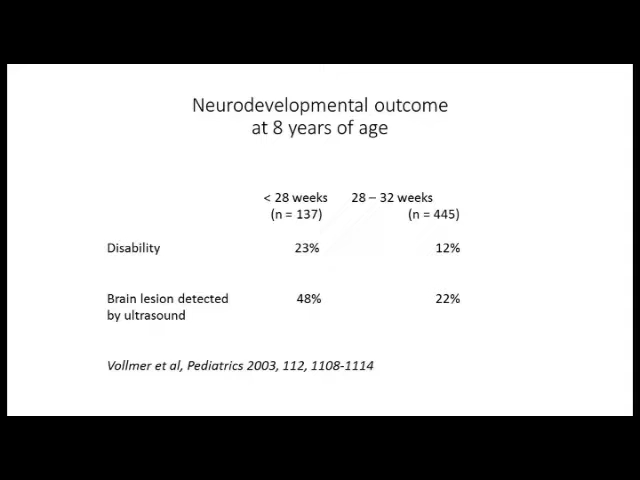 Neurodevelopmental outcome
at 8 years of age
< 28 weeks 28 – 32 weeks
(n = 137) (n = 445)
Disability 23% 12%
Brain lesion detected 48% 22%
by ultrasound
Vollmer et al, Pediatrics 2003, 112, 1108-1114